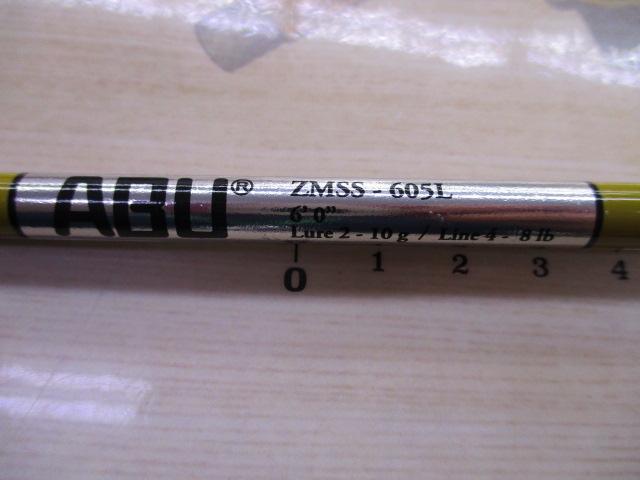 ABU®
ZMSS - 605L
6' 0"
Lure 2 - 10 g / Line 4 - 8 lb
0 1 2 3 4